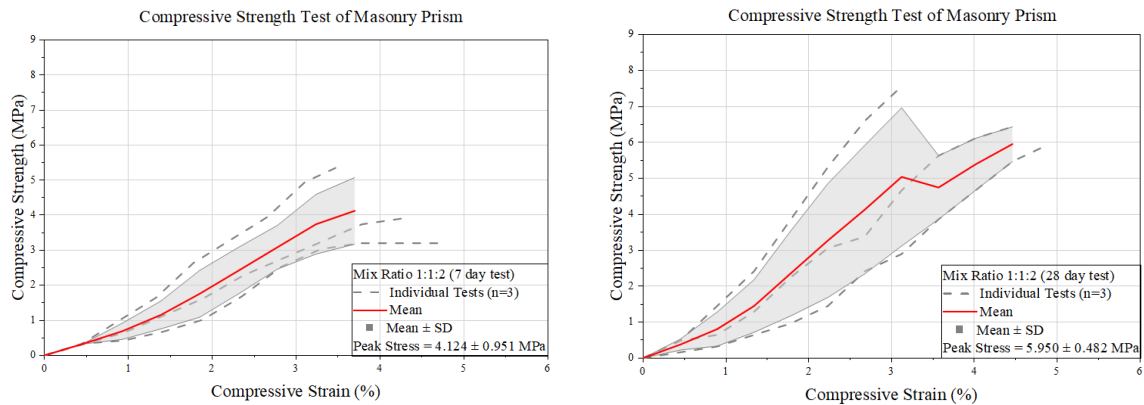 Compressive Strength Test of Masonry Prism
Compressive Strength (MPa)
9
8
7
6
5
4
3
2
1
0
0 1 2 3 4 5 6
Compressive Strain (%)
Mix Ratio 1:1:2 (7 day test)
Individual Tests (n=3)
Mean
Mean ± SD
Peak Stress = 4.124 ± 0.951 MPa
Compressive Strength Test of Masonry Prism
Compressive Strength (MPa)
9
8
7
6
5
4
3
2
1
0
0 1 2 3 4 5 6
Compressive Strain (%)
Mix Ratio 1:1:2 (28 day test)
Individual Tests (n=3)
Mean
Mean ± SD
Peak Stress = 5.950 ± 0.482 MPa